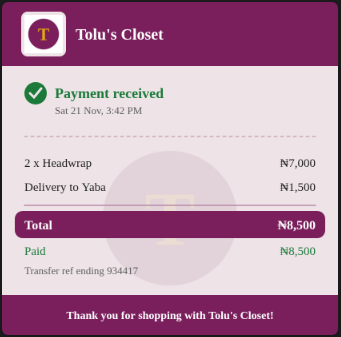 T
Tolu's Closet
Payment received
Sat 21 Nov, 3:42 PM
2 x Headwrap ₦7,000
Delivery to Yaba ₦1,500
T
Total ₦8,500
Paid ₦8,500
Transfer ref ending 934417
Thank you for shopping with Tolu's Closet!